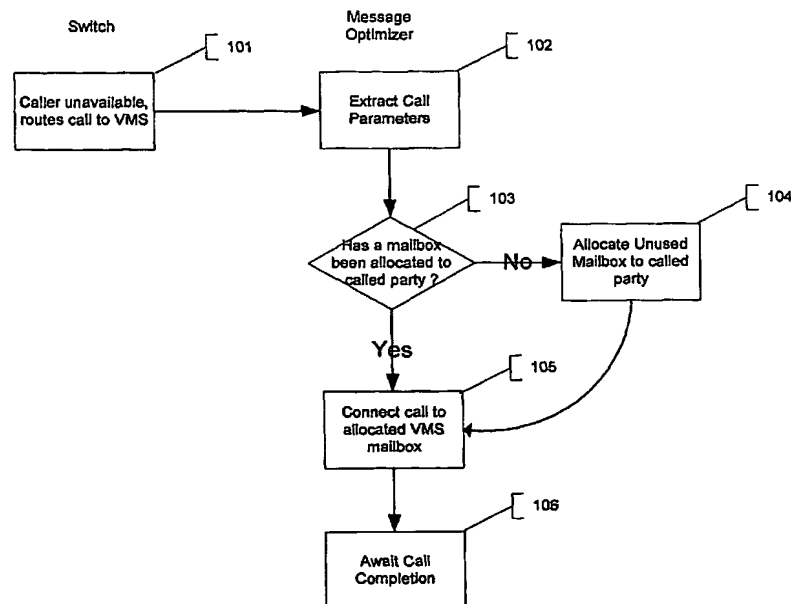 Switch
Message
Optimizer
101
102
Caller unavailable,
routes call to VMS
Extract Call
Parameters
103
104
Has a mailbox
been allocated to
called party ?
No
Allocate Unused
Mailbox to called
party
Yes
105
Connect call to
allocated VMS
mailbox
106
Await Call
Completion